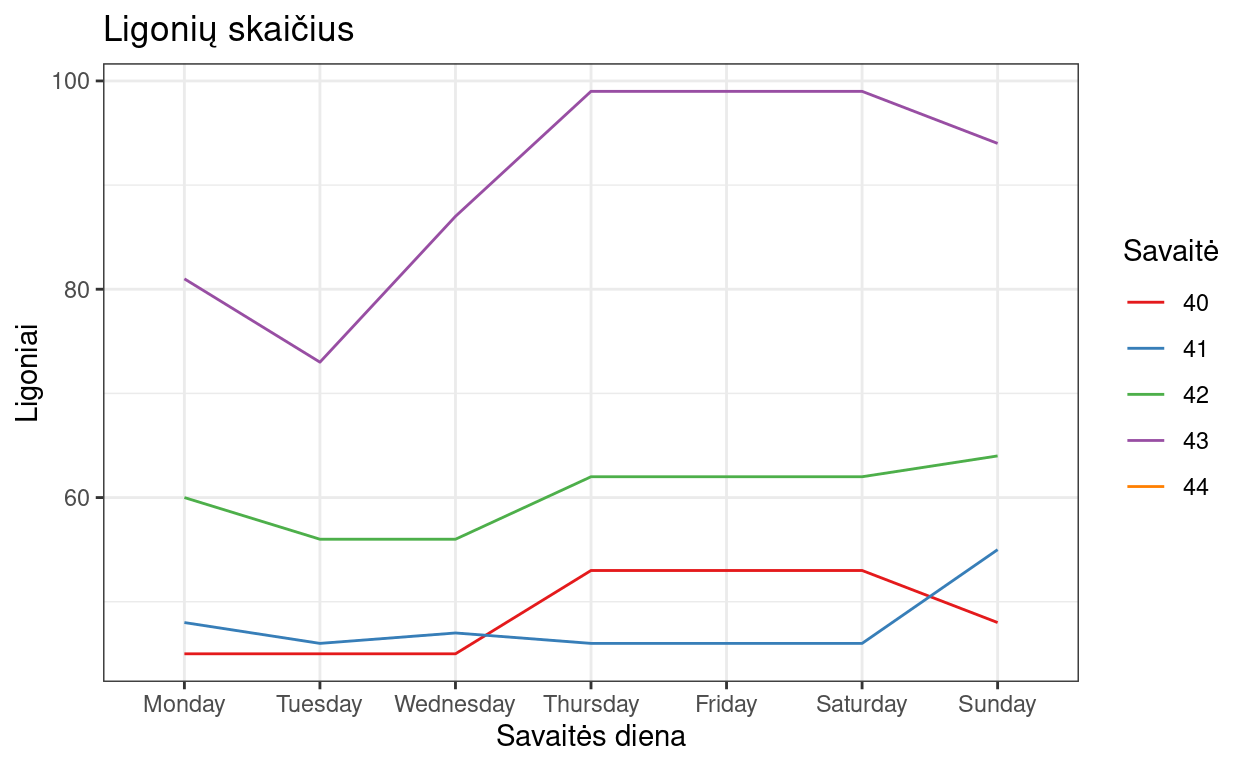 Ligonių skaičius
100
80
60
Ligoniai
Monday Tuesday Wednesday Thursday Friday Saturday Sunday
Savaitės diena
Savaitė
40
41
42
43
44